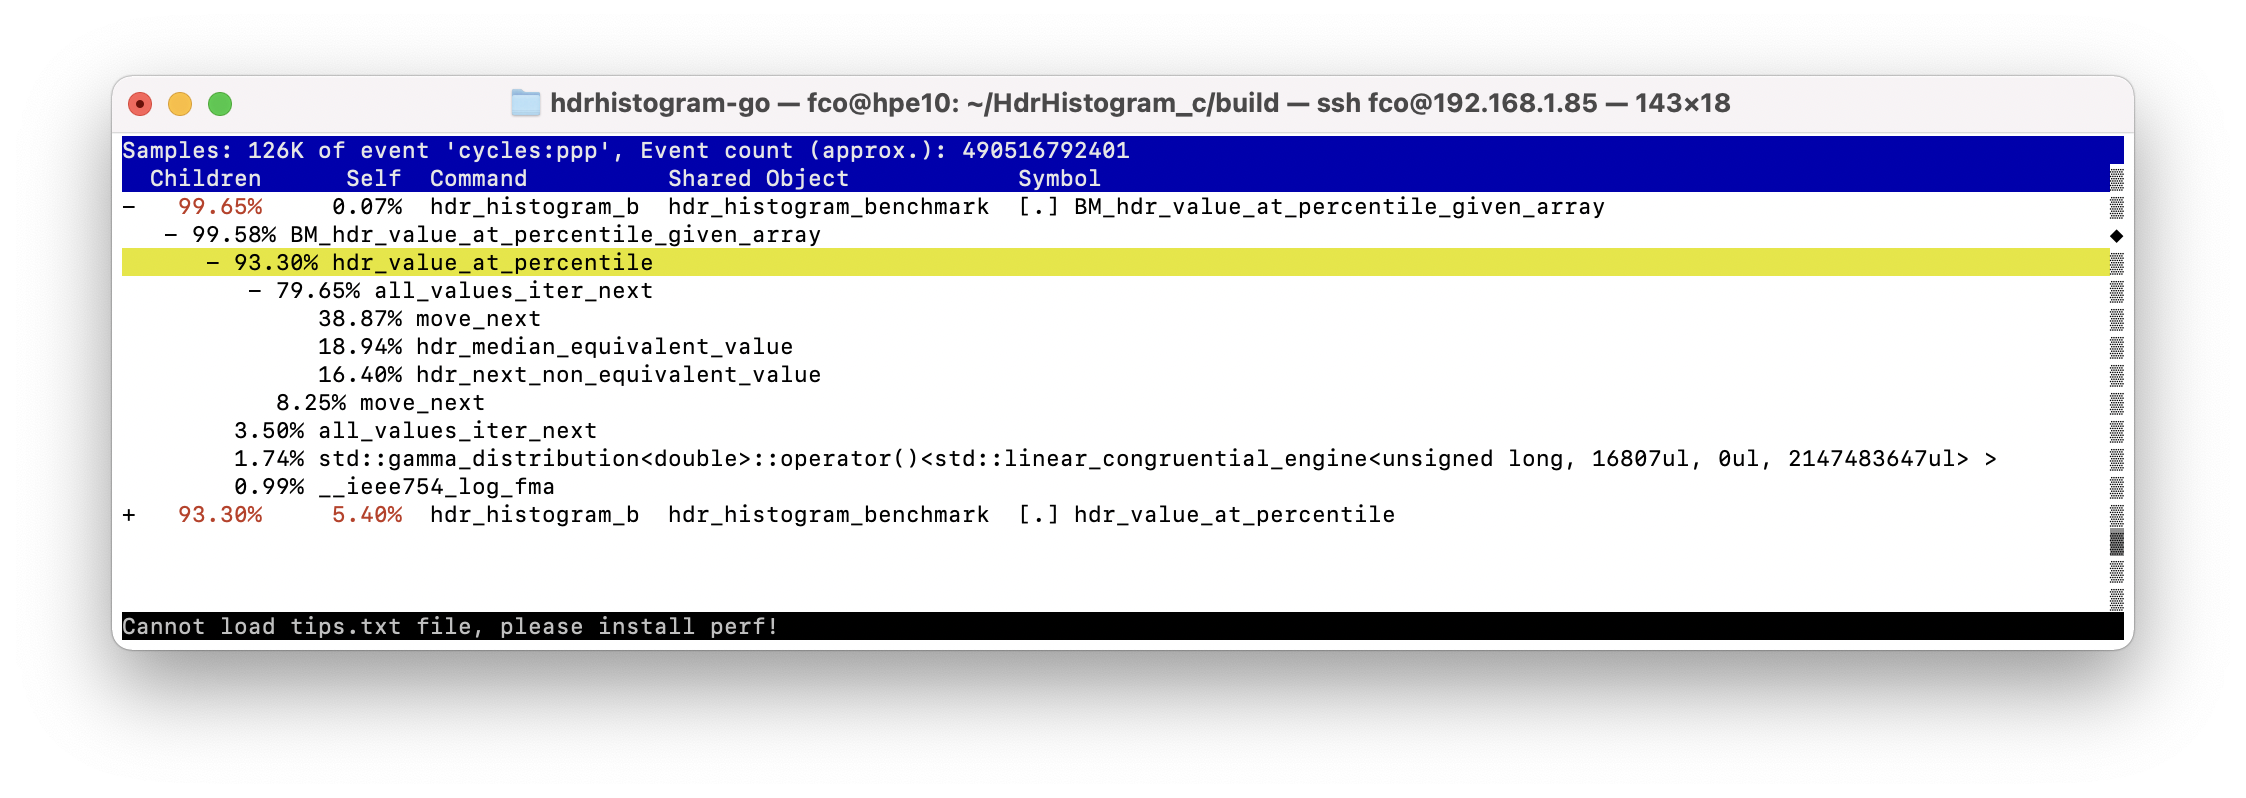 hdrhistogram-go — fco@hpe10: ~/HdrHistogram_c/build — ssh fco@192.168.1.85 — 143×18
Samples: 126K of event 'cycles:ppp', Event count (approx.): 490516792401
  Children      Self  Command          Shared Object            Symbol
−   99.65%     0.07%  hdr_histogram_b  hdr_histogram_benchmark  [.] BM_hdr_value_at_percentile_given_array
   − 99.58% BM_hdr_value_at_percentile_given_array
      − 93.30% hdr_value_at_percentile
         − 79.65% all_values_iter_next
              38.87% move_next
              18.94% hdr_median_equivalent_value
              16.40% hdr_next_non_equivalent_value
           8.25% move_next
        3.50% all_values_iter_next
        1.74% std::gamma_distribution<double>::operator()<std::linear_congruential_engine<unsigned long, 16807ul, 0ul, 2147483647ul> >
        0.99% __ieee754_log_fma
+   93.30%     5.40%  hdr_histogram_b  hdr_histogram_benchmark  [.] hdr_value_at_percentile
Cannot load tips.txt file, please install perf!